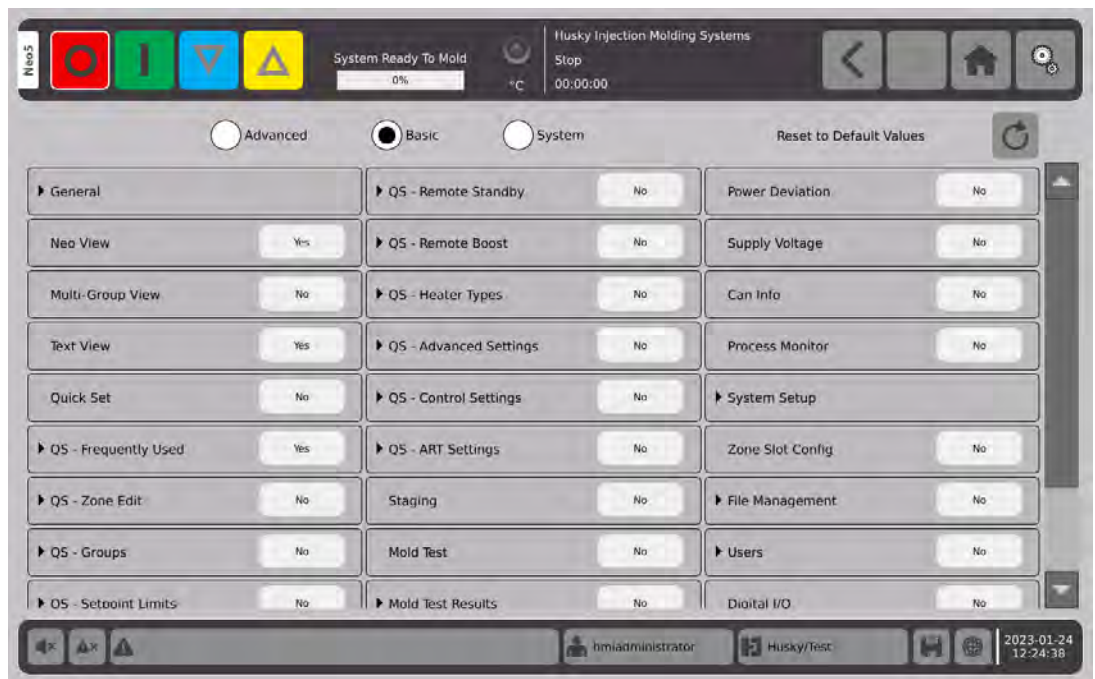 Neo5
System Ready To Mold
0%
°C
Husky Injection Molding Systems
Stop
00:00:00
Advanced
Basic
System
Reset to Default Values
General
QS - Remote Standby No
Power Deviation No
Neo View Yes
QS - Remote Boost No
Supply Voltage No
Multi-Group View No
QS - Heater Types No
Can Info No
Text View Yes
QS - Advanced Settings No
Process Monitor No
Quick Set No
QS - Control Settings No
System Setup
QS - Frequently Used Yes
QS - ART Settings No
Zone Slot Config No
QS - Zone Edit No
Staging No
File Management No
QS - Groups No
Mold Test No
Users No
QS - Setpoint Limits No
Mold Test Results No
Digital I/O No
hmiadministrator
Husky/Test
2023-01-24
12:24:38